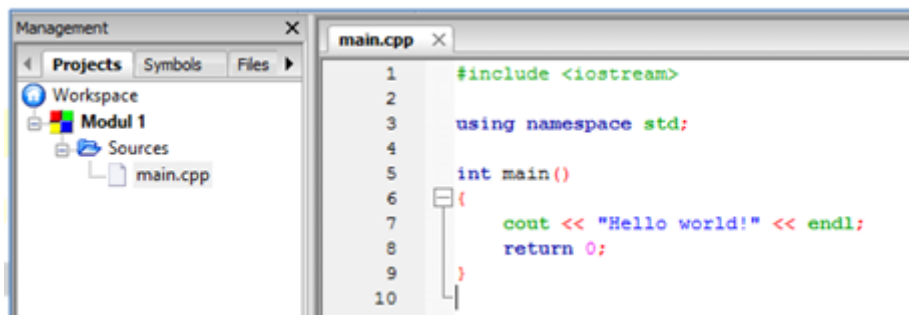 Management
Projects Symbols Files
Workspace
Modul 1
Sources
main.cpp
main.cpp
1 #include <iostream>
2
3 using namespace std;
4
5 int main()
6 {
7 cout << "Hello world!" << endl;
8 return 0;
9 }
10